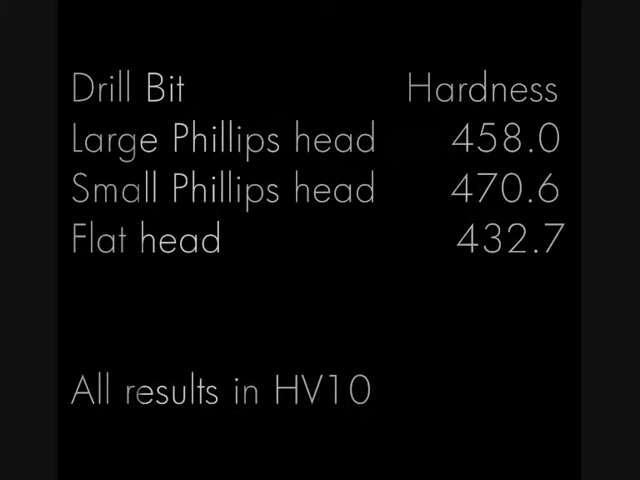 Drill Bit Hardness
Large Phillips head 458.0
Small Phillips head 470.6
Flat head 432.7
All results in HV10